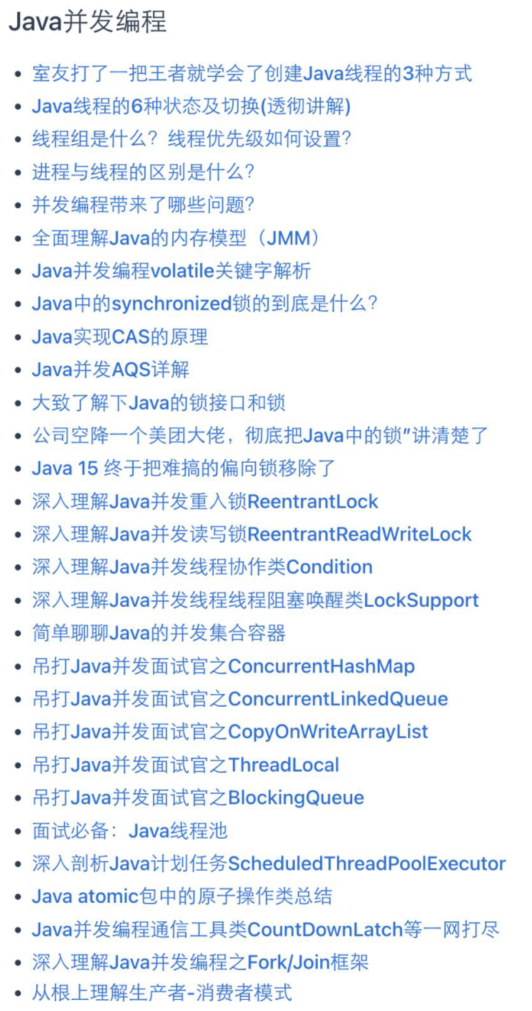 Java并发编程
室友打了一把王者就学会了创建Java线程的3种方式
Java线程的6种状态及切换(透彻讲解)
线程组是什么？线程优先级如何设置？
进程与线程的区别是什么？
并发编程带来了哪些问题？
全面理解Java的内存模型（JMM）
Java并发编程volatile关键字解析
Java中的synchronized锁的到底是什么？
Java实现CAS的原理
Java并发AQS详解
大致了解下Java的锁接口和锁
公司空降一个美团大佬，彻底把Java中的锁”讲清楚了
Java 15 终于把难搞的偏向锁移除了
深入理解Java并发重入锁ReentrantLock
深入理解Java并发读写锁ReentrantReadWriteLock
深入理解Java并发线程协作类Condition
深入理解Java并发线程线程阻塞唤醒类LockSupport
简单聊聊Java的并发集合容器
吊打Java并发面试官之ConcurrentHashMap
吊打Java并发面试官之ConcurrentLinkedQueue
吊打Java并发面试官之CopyOnWriteArrayList
吊打Java并发面试官之ThreadLocal
吊打Java并发面试官之BlockingQueue
面试必备：Java线程池
深入剖析Java计划任务ScheduledThreadPoolExecutor
Java atomic包中的原子操作类总结
Java并发编程通信工具类CountDownLatch等一网打尽
深入理解Java并发编程之Fork/Join框架
从根上理解生产者-消费者模式